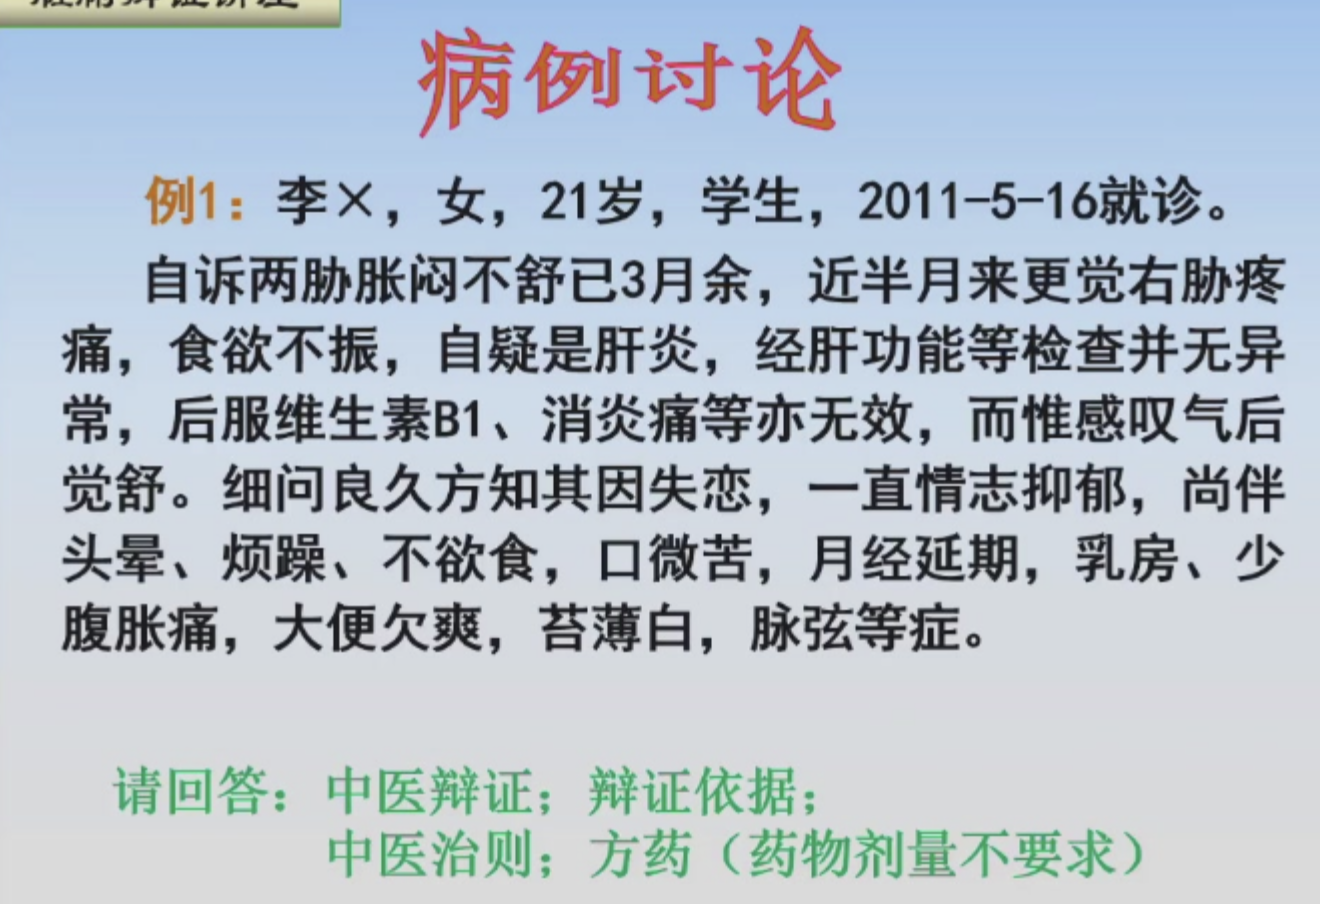 病例讨论
例1：李×，女，21岁，学生，2011-5-16就诊。
自诉两胁胀闷不舒已3月余，近半月来更觉右胁疼
痛，食欲不振，自疑是肝炎，经肝功能等检查并无异
常，后服维生素B1、消炎痛等亦无效，而惟感叹气后
觉舒。细问良久方知其因失恋，一直情志抑郁，尚伴
头晕、烦躁、不欲食，口微苦，月经延期，乳房、少
腹胀痛，大便欠爽，苔薄白，脉弦等症。
请回答：中医辩证；辩证依据；
中医治则；方药（药物剂量不要求）